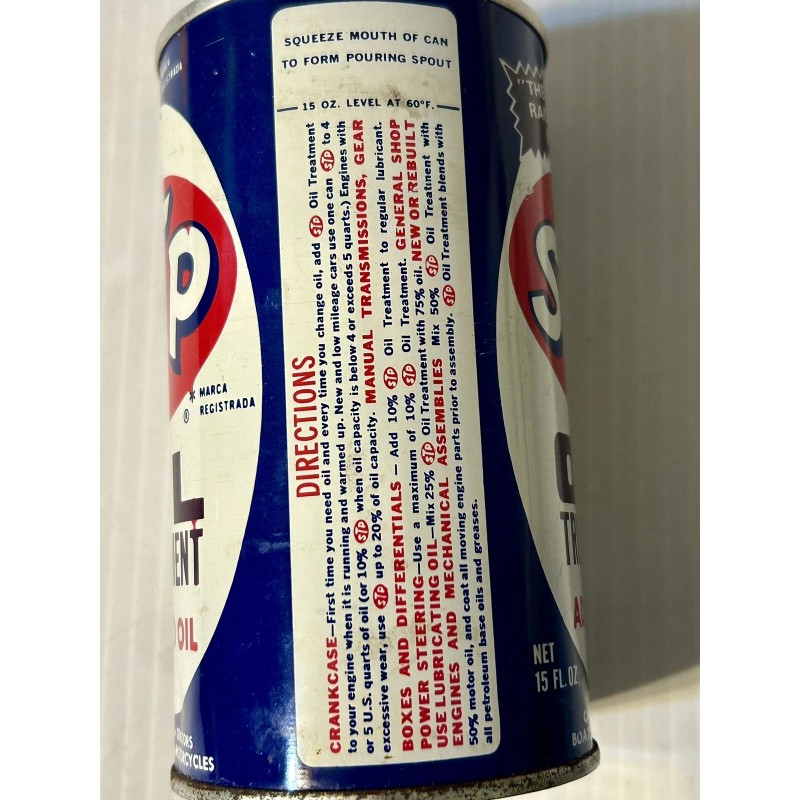 SQUEEZE MOUTH OF CAN
TO FORM POURING SPOUT
15 OZ. LEVEL AT 60°F.
DIRECTIONS
CRANKCASE—First time you need oil and every time you change oil, add STP Oil Treatment
to your engine when it is running and warmed up. New and low mileage cars use one can STP to 4
or 5 U.S. quarts of oil (or 10% STP when oil capacity is below 4 or exceeds 5 quarts.) Engines with
excessive wear, use STP up to 20% of oil capacity. MANUAL TRANSMISSIONS, GEAR
BOXES AND DIFFERENTIALS — Add 10% STP Oil Treatment to regular lubricant.
POWER STEERING—Use a maximum of 10% STP Oil Treatment. GENERAL SHOP
USE LUBRICATING OIL—Mix 25% STP Oil Treatment with 75% oil. NEW OR REBUILT
ENGINES AND MECHANICAL ASSEMBLIES Mix 50% STP Oil Treatment with
50% motor oil, and coat all moving engine parts prior to assembly. STP Oil Treatment blends with
all petroleum base oils and greases.
P
* MARCA
® REGISTRADA
L
OIL
"THE
S
NET
15 FL. OZ.